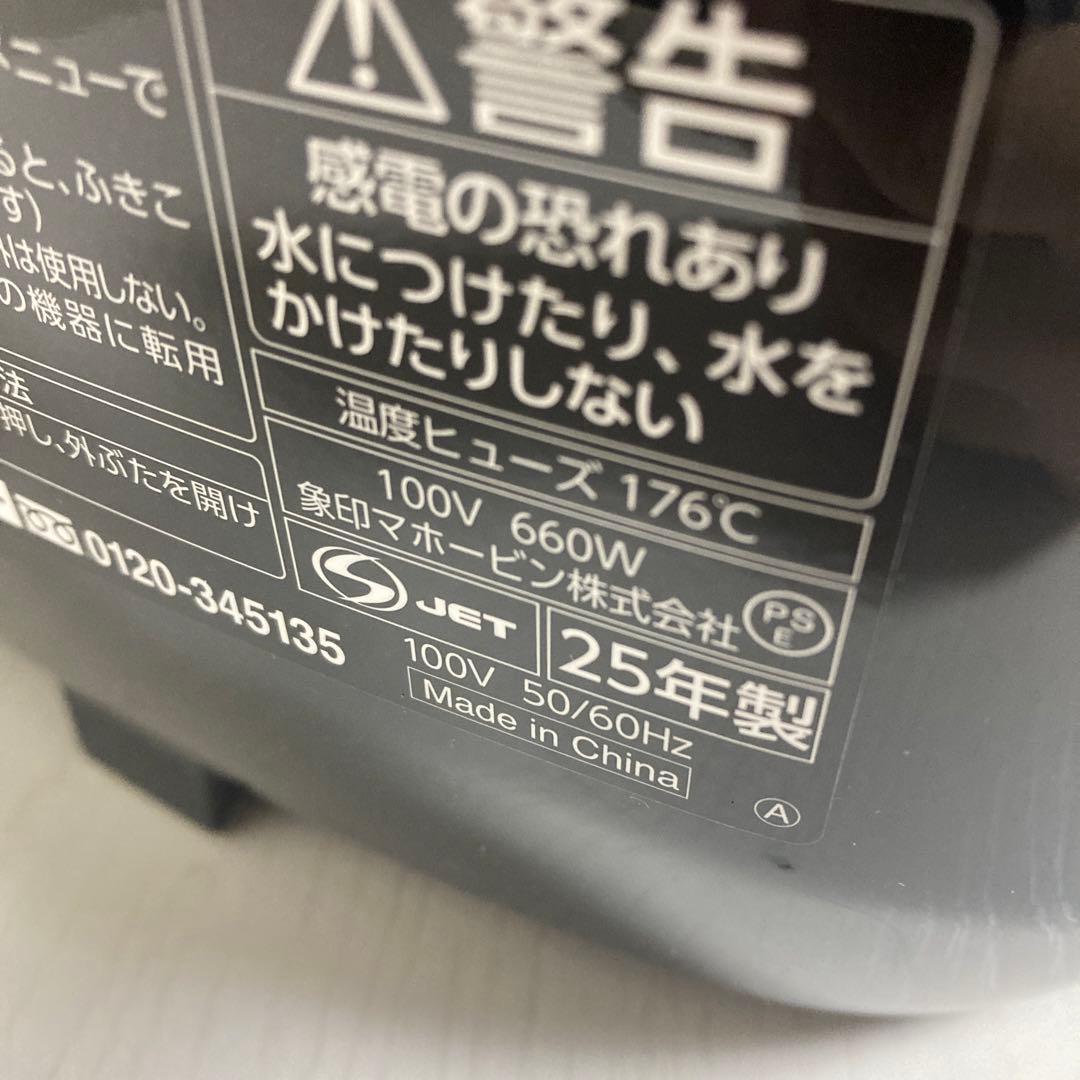 ニューで
ると、ふきこ
す)
は使用しない。
の機器に転用
法
押し、外ぶたを開け
0120-345135
警告
感電の恐れあり
水につけたり、水を
かけたりしない
温度ヒューズ 176℃
100V 660W
象印マホービン株式会社
PS
E
JET
25年製
100V 50/60Hz
Made in China
A